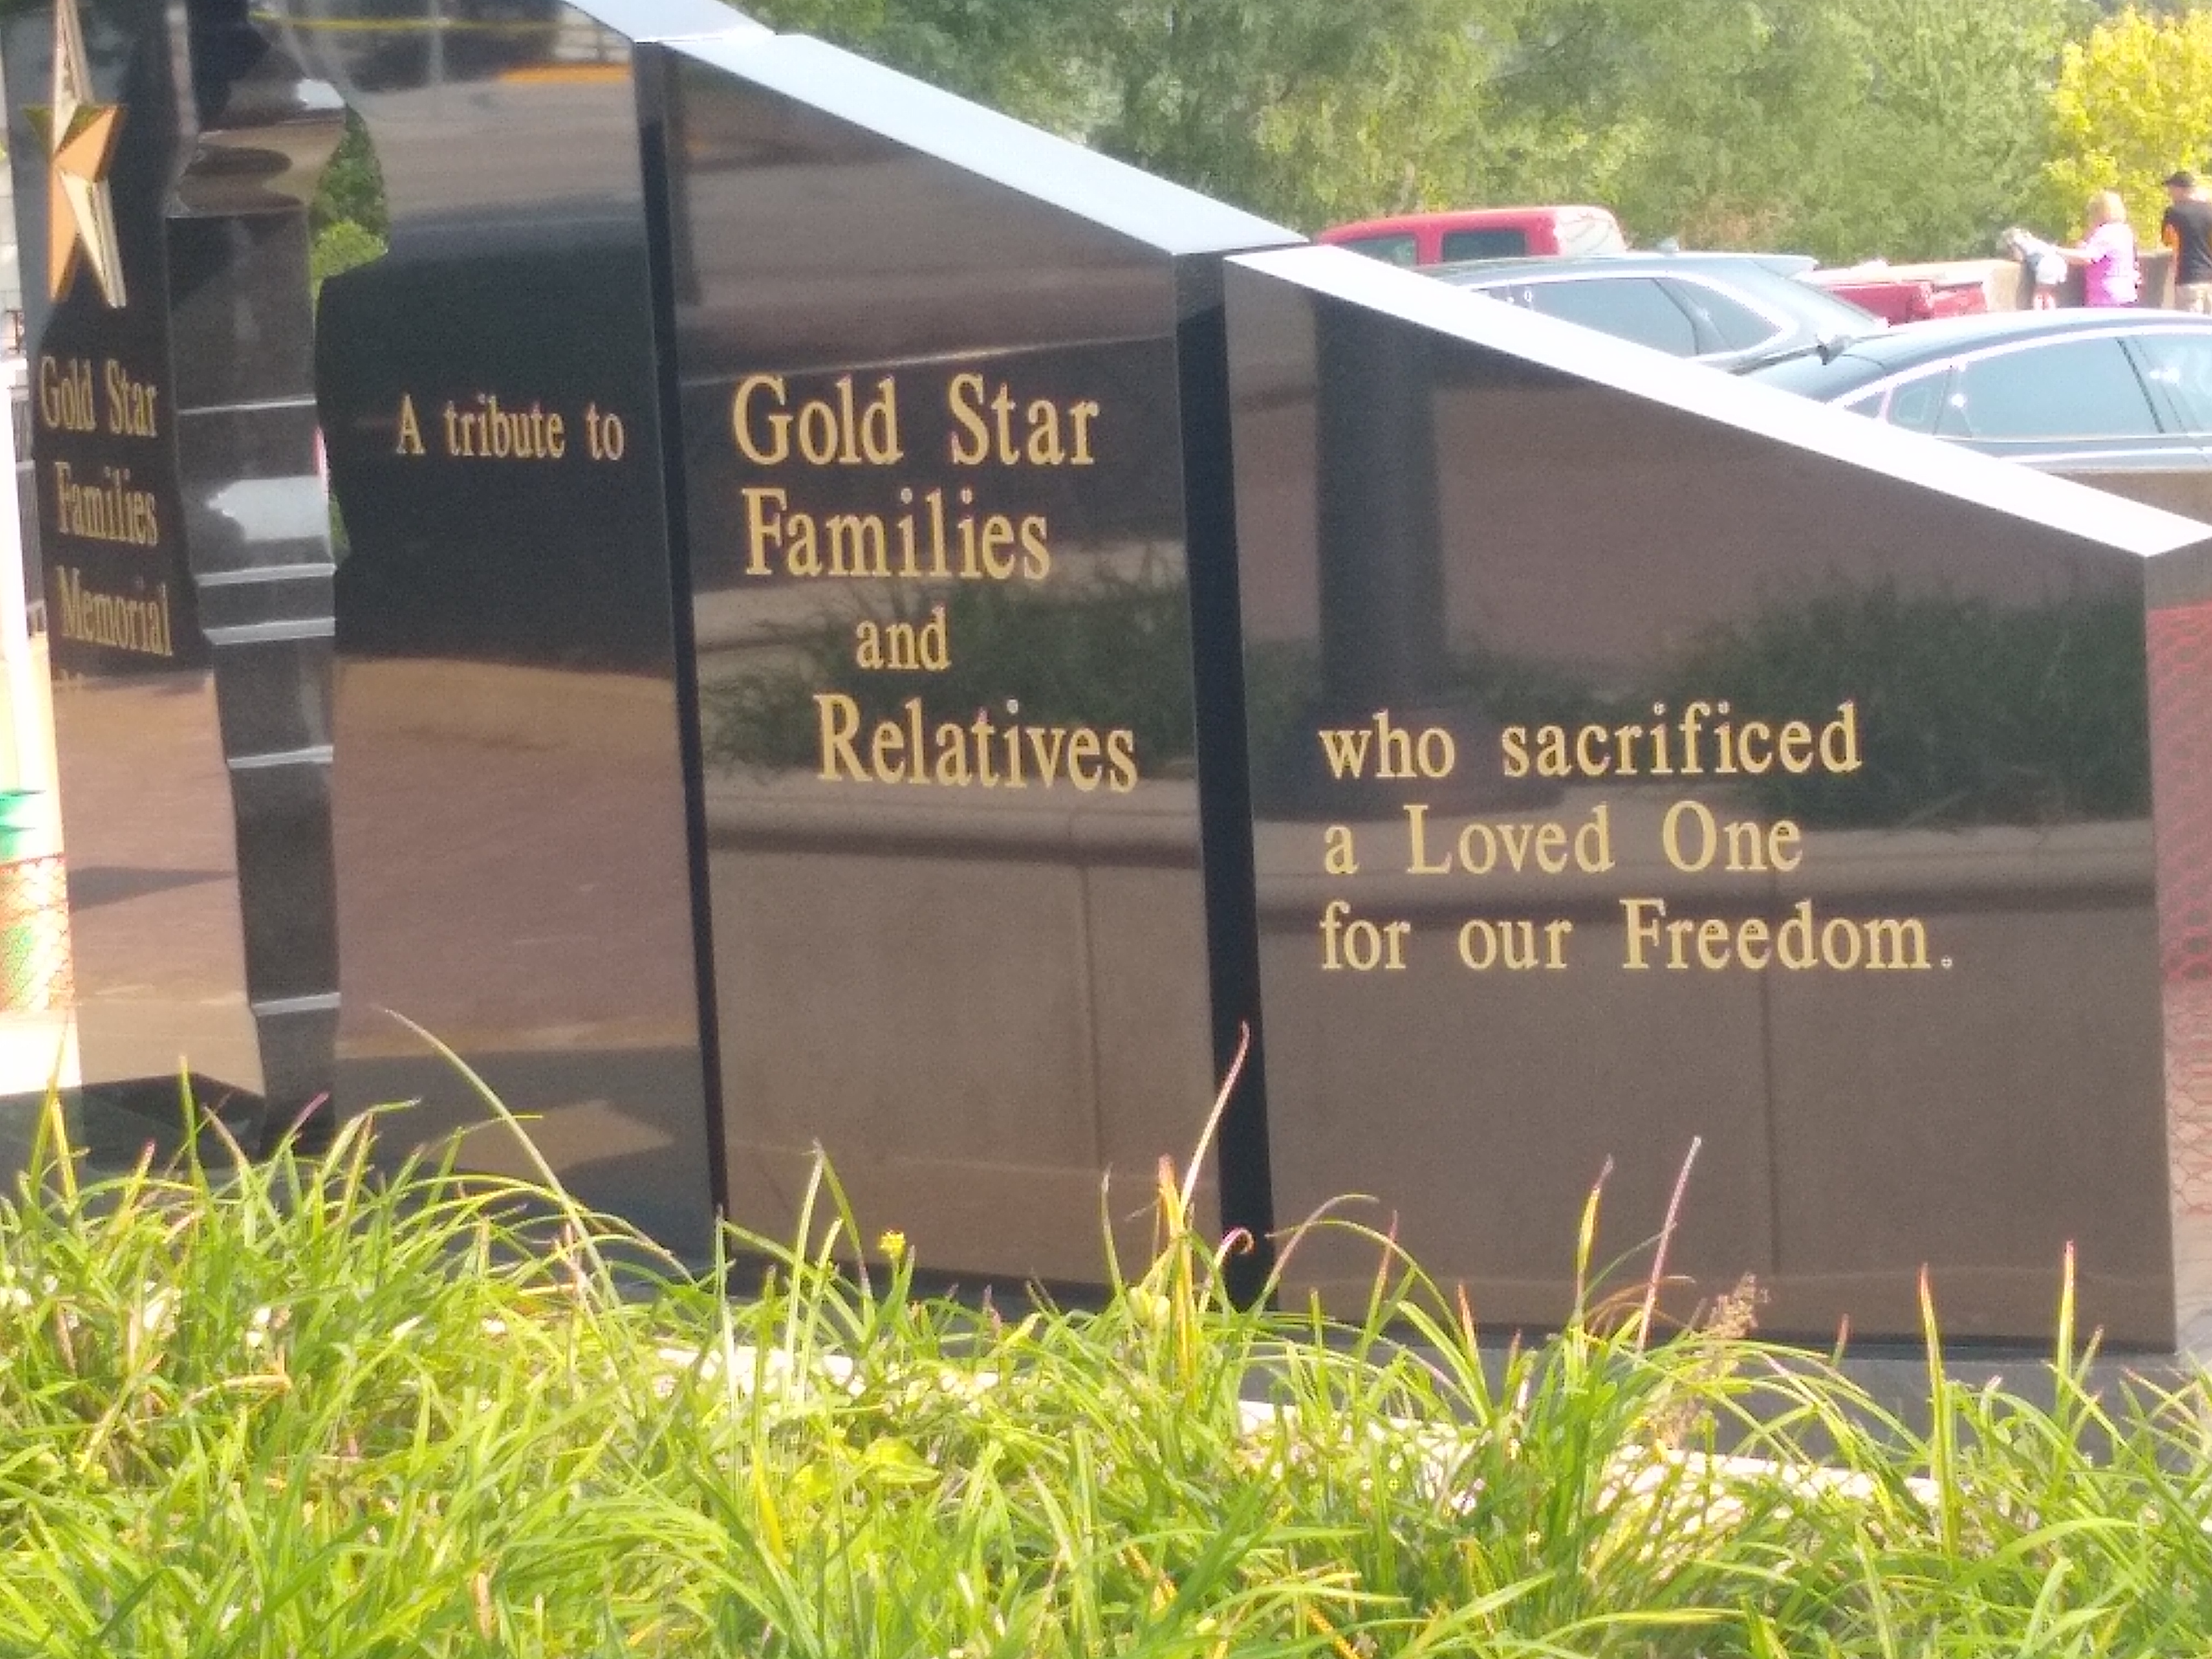 Gold Star
Families
Memorial
A tribute to
Gold Star
Families
and
Relatives
who sacrificed
a Loved One
for our Freedom.